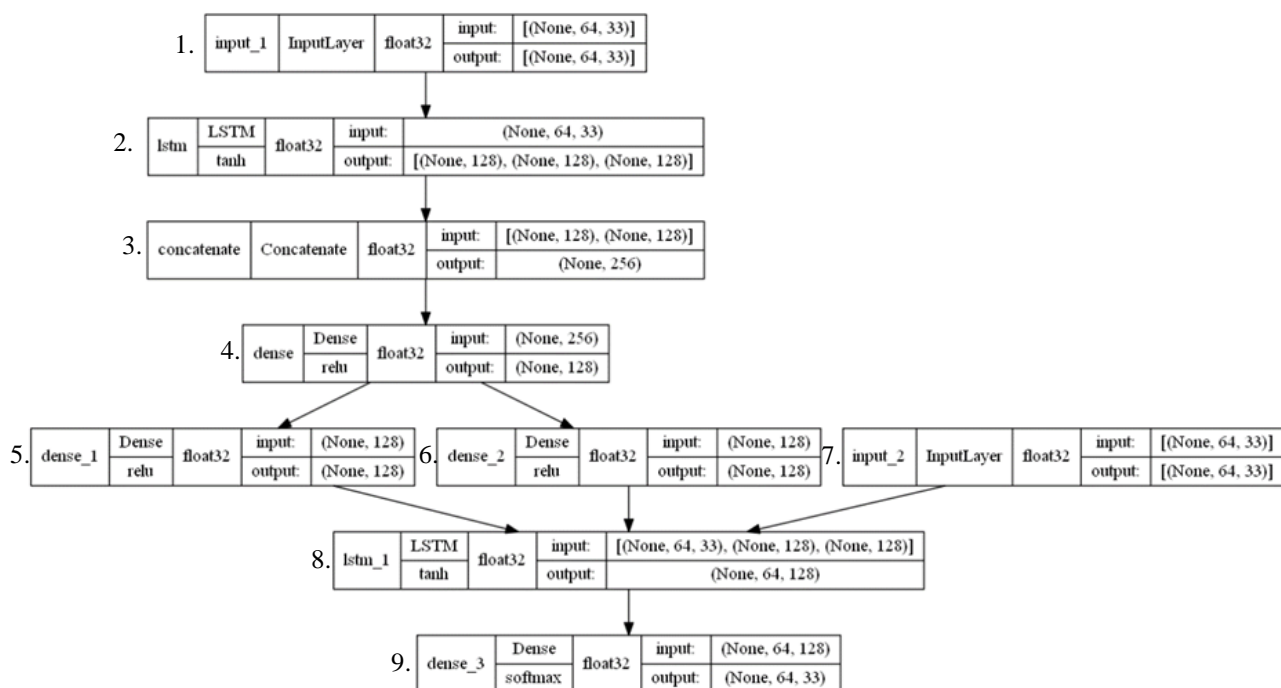 1. input_1 InputLayer float32 input: [(None, 64, 33)]
output: [(None, 64, 33)]
2. lstm LSTM float32 input: (None, 64, 33)
tanh output: [(None, 128), (None, 128), (None, 128)]
3. concatenate Concatenate float32 input: [(None, 128), (None, 128)]
output: (None, 256)
4. dense Dense float32 input: (None, 256)
relu output: (None, 128)
5. dense_1 Dense float32 input: (None, 128)
relu output: (None, 128)
6. dense_2 Dense float32 input: (None, 128)
relu output: (None, 128)
7. input_2 InputLayer float32 input: [(None, 64, 33)]
output: [(None, 64, 33)]
8. lstm_1 LSTM float32 input: [(None, 64, 33), (None, 128), (None, 128)]
tanh output: (None, 64, 128)
9. dense_3 Dense float32 input: (None, 64, 128)
softmax output: (None, 64, 33)